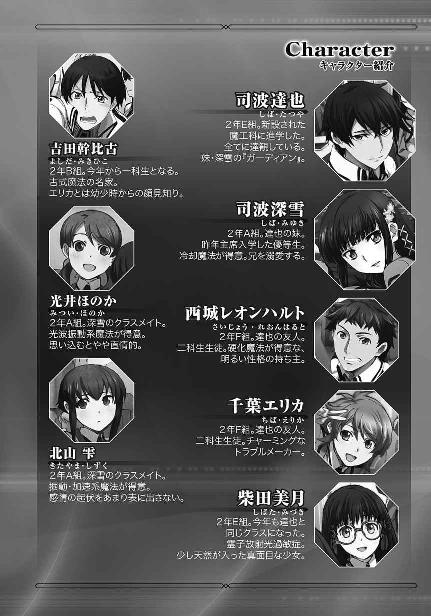 Character
キャラクター紹介
司波達也
しば・たつや
2年E組。新設された
魔工科に進学した。
全てに達観している。
妹・深雪の『ガーディアン』。
司波深雪
しば・みゆき
2年A組。達也の妹。
昨年主席入学した優等生。
冷却魔法が得意。兄を溺愛する。
西城レオンハルト
さいじょう・れおんはると
2年F組。達也の友人。
二科生生徒。硬化魔法が得意な、
明るい性格の持ち主。
千葉エリカ
ちば・えりか
2年F組。達也の友人。
二科生生徒。チャーミングな
トラブルメーカー。
柴田美月
しばた・みづき
2年E組。今年も達也と
同じクラスになった。
霊子放射光過敏症。
少し天然が入った真面目な少女。
吉田幹比古
よしだ・みきひこ
2年B組。今年から一科生となる。
古式魔法の名家。
エリカとは幼少時からの顔見知り。
光井ほのか
みつい・ほのか
2年A組。深雪のクラスメイト。
光波振動系魔法が得意。
思い込むとやや直情的。
北山 雫
きたやま・しずく
2年A組。深雪のクラスメイト。
振動・加速系魔法が得意。
感情の起伏をあまり表に出さない。